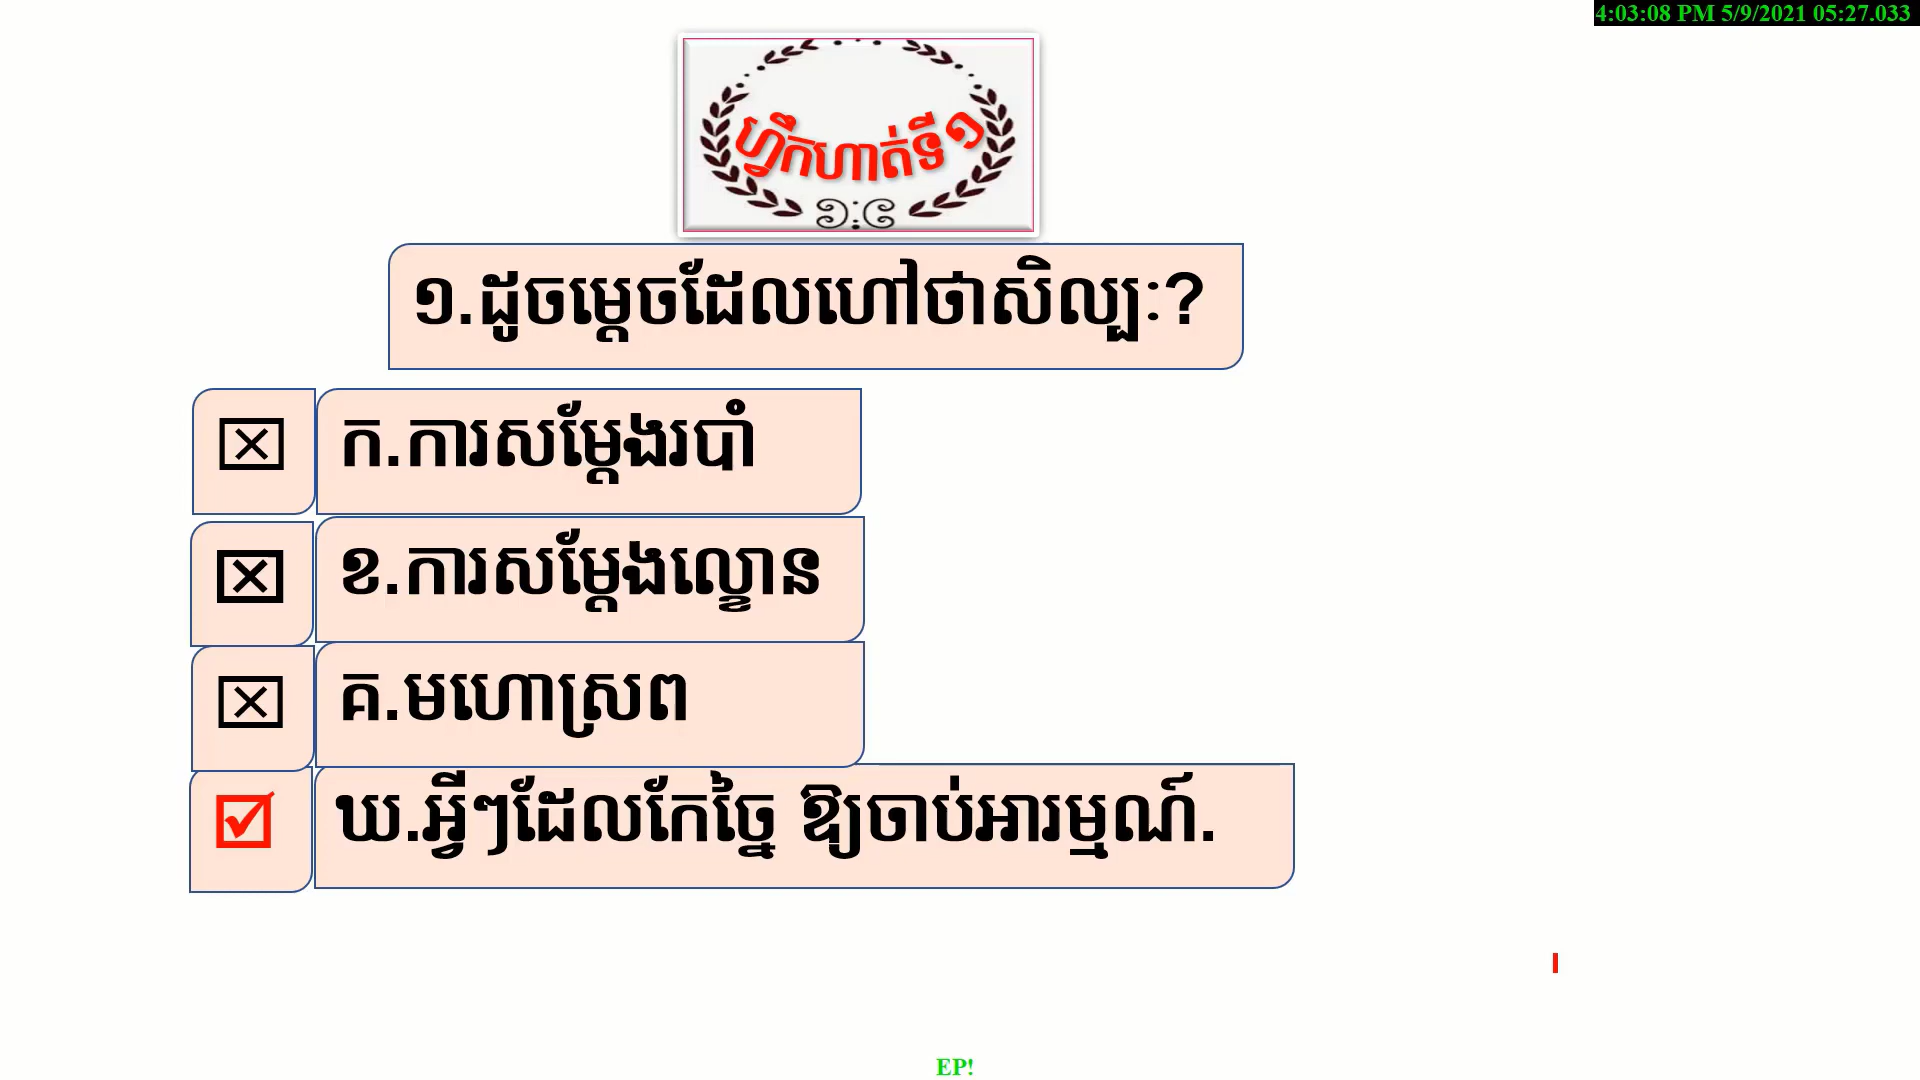 4:03:08 PM 5/9/2021 05:27.033
ហ្វឹកហាត់ទី១
១.ដូចម្ដេចដែលហៅថាសិល្បៈ?
ក.ការសម្ដែងរបាំ
ខ.ការសម្ដែងល្ខោន
គ.មហោស្រព
ឃ.អ្វីៗដែលកែច្នៃ ឱ្យចាប់អារម្មណ៍.
EP!